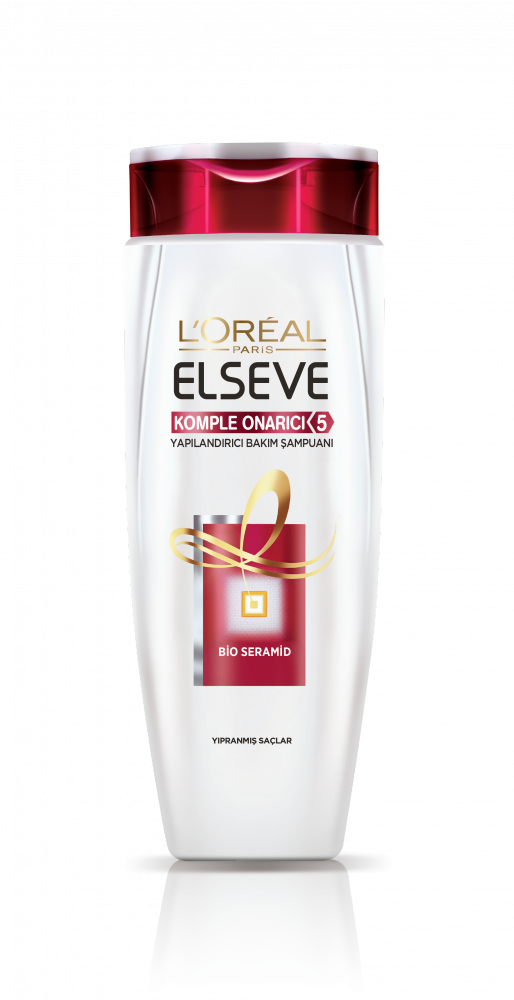 L'ORÉAL
PARIS
ELSEVE
KOMPLE ONARICI 5
YAPILANDIRICI BAKIM ŞAMPUANI
BİO SERAMİD
YIPRANMIŞ SAÇLAR